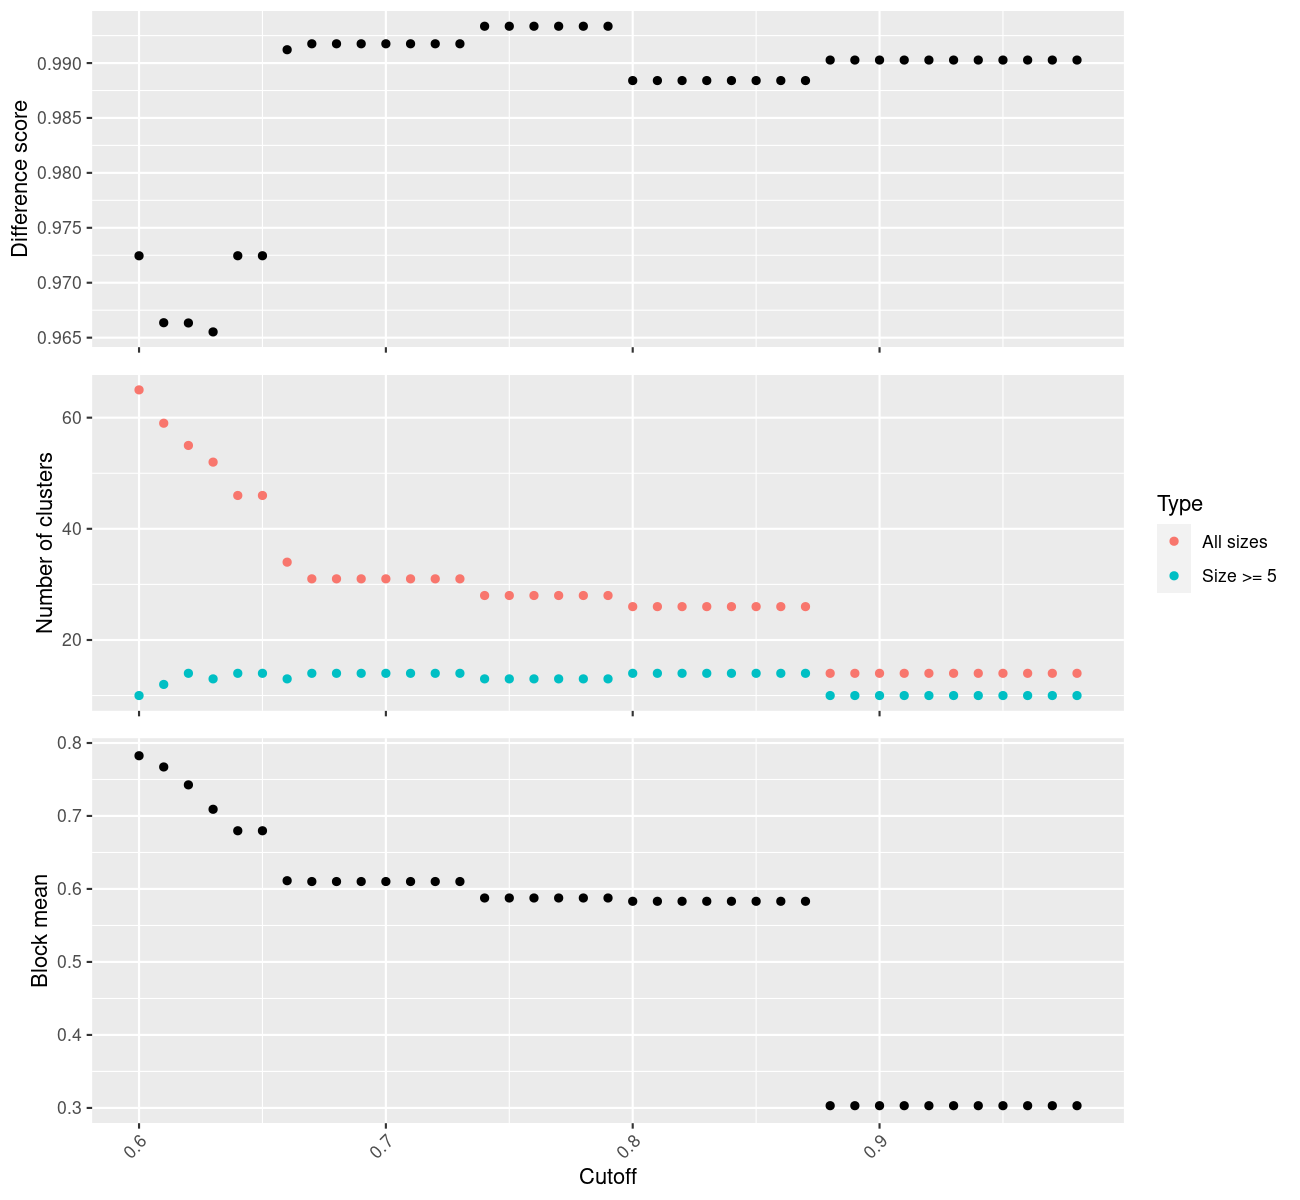 Difference score
0.990
0.985
0.980
0.975
0.970
0.965
Number of clusters
60
40
20
Type
All sizes
Size >= 5
Block mean
0.8
0.7
0.6
0.5
0.4
0.3
0.6
0.7
0.8
0.9
Cutoff